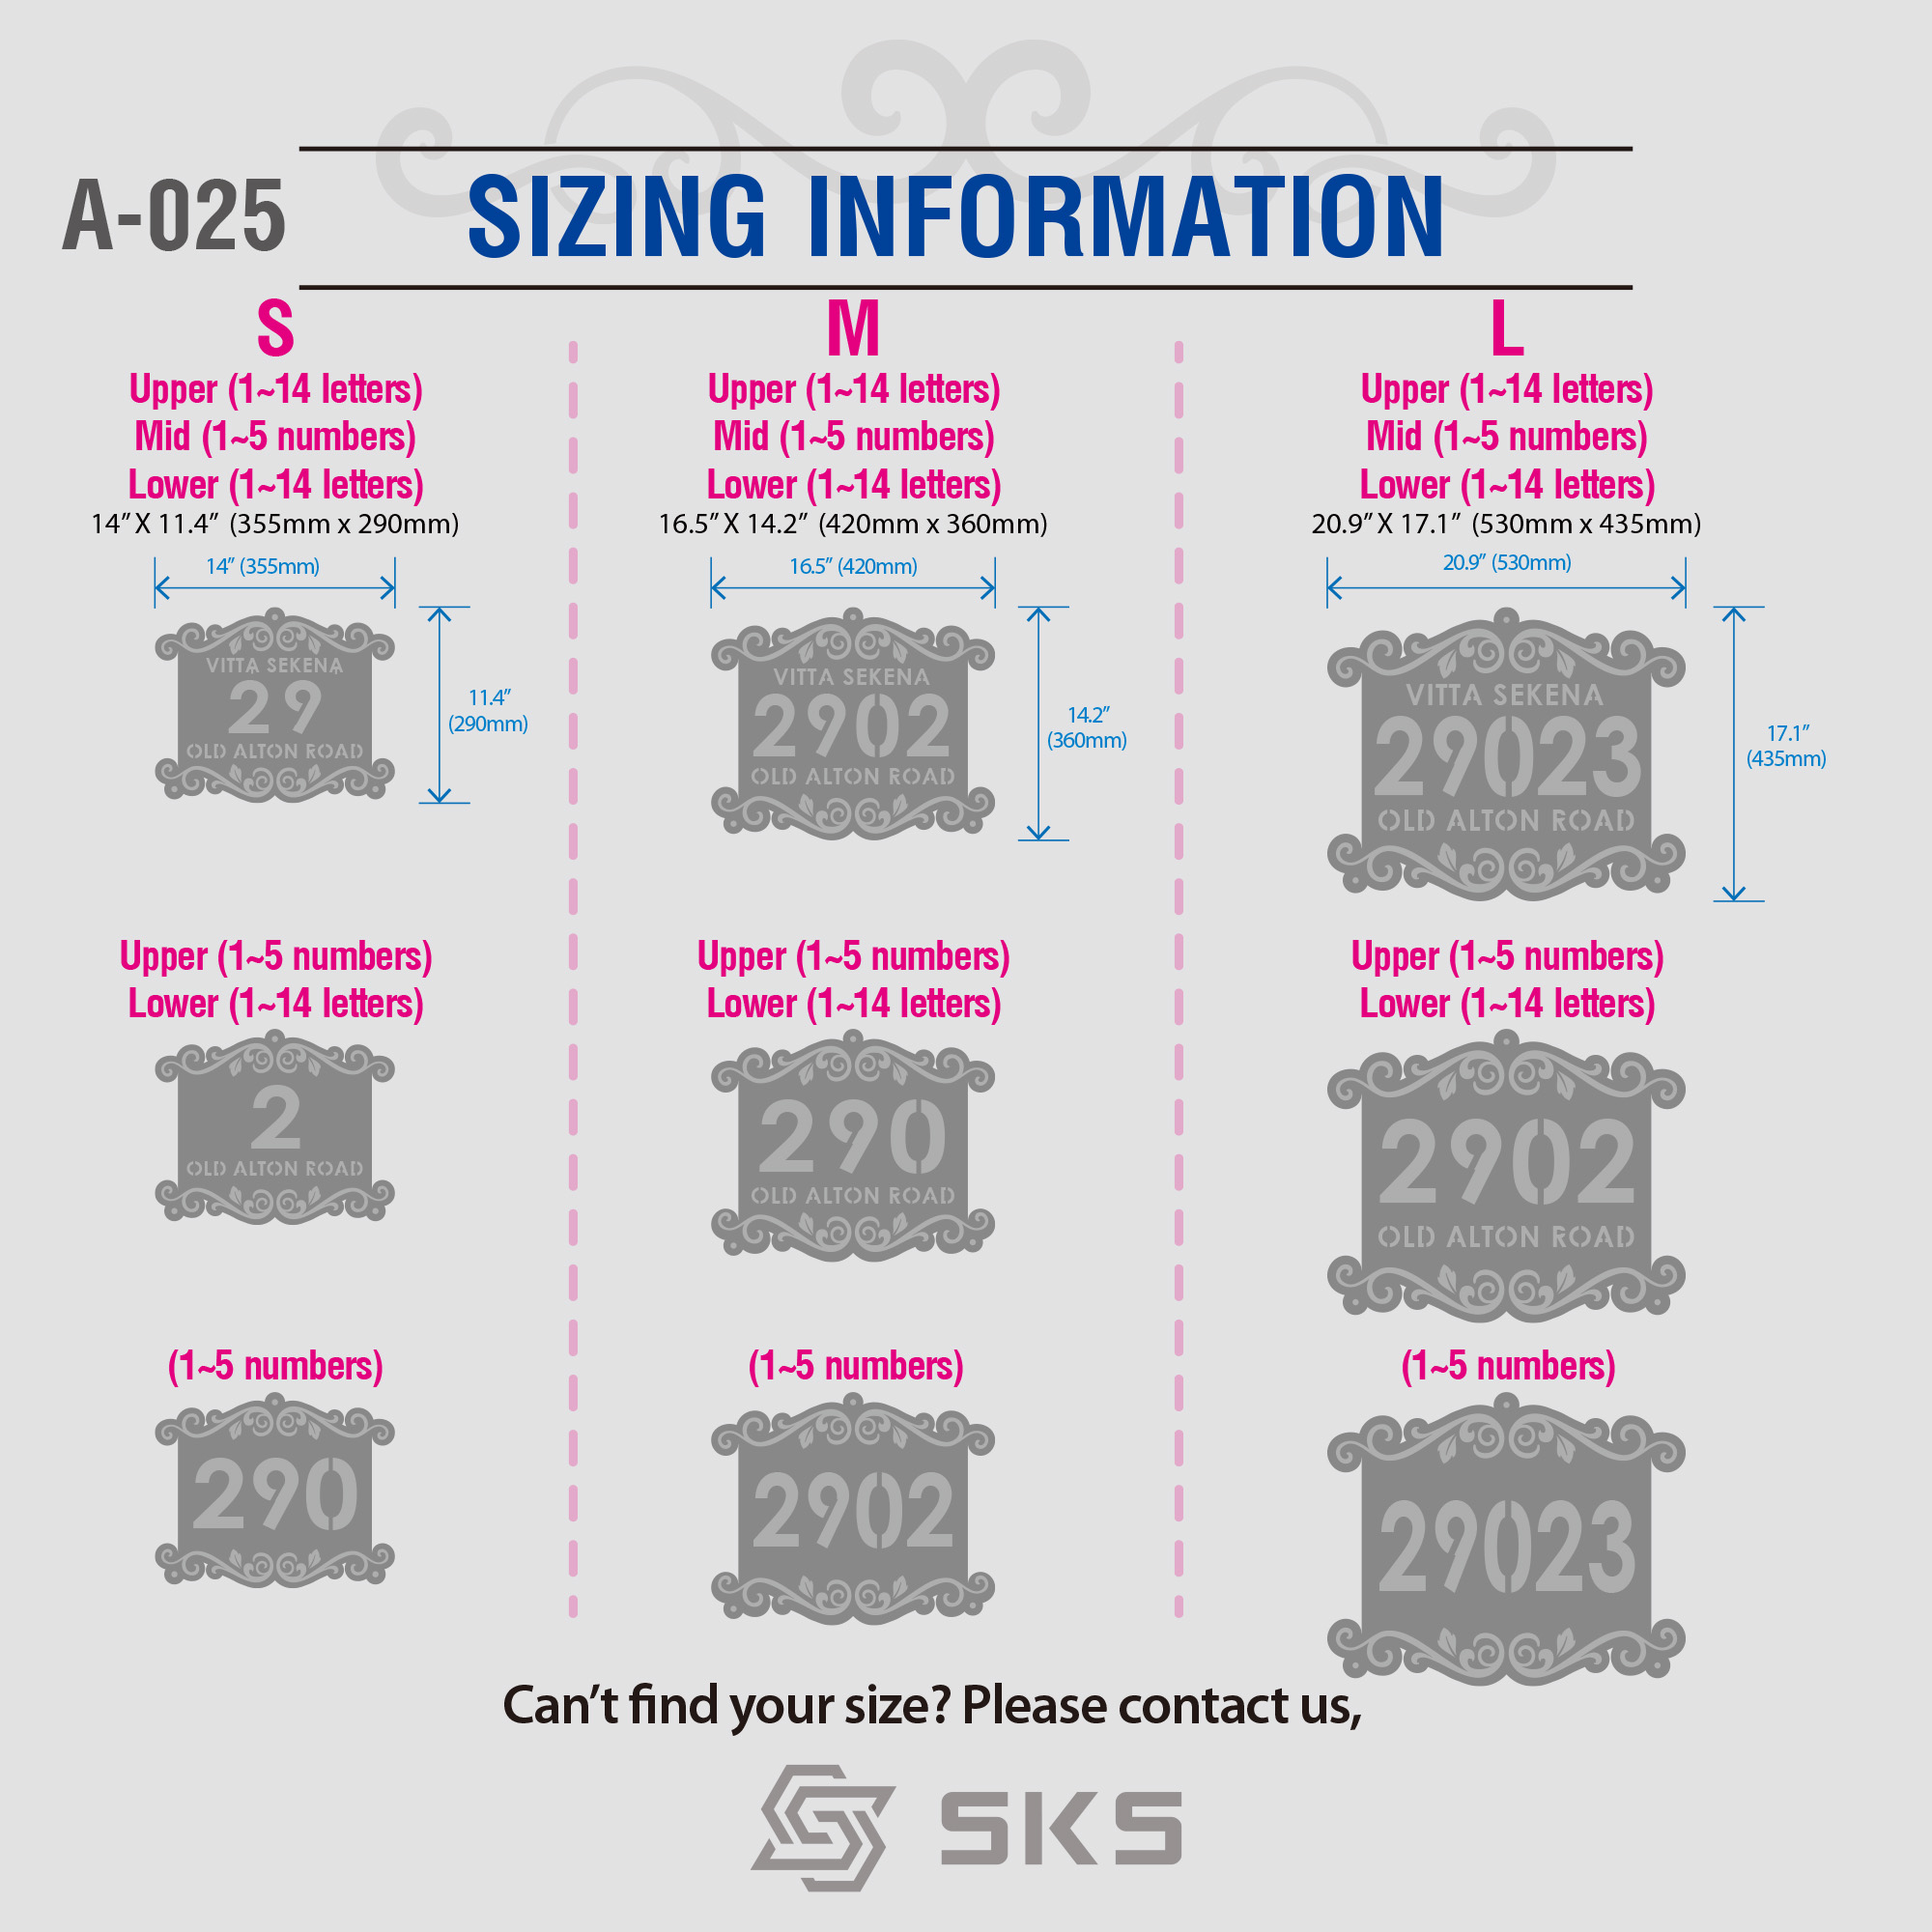 A-025
SIZING INFORMATION
S
Upper (1~14 letters)
Mid (1~5 numbers)
Lower (1~14 letters)
14” X 11.4” (355mm x 290mm)
14” (355mm)
11.4”
(290mm)
VITTA SEKENA
29
OLD ALTON ROAD
Upper (1~5 numbers)
Lower (1~14 letters)
2
OLD ALTON ROAD
(1~5 numbers)
290
M
Upper (1~14 letters)
Mid (1~5 numbers)
Lower (1~14 letters)
16.5” X 14.2” (420mm x 360mm)
16.5” (420mm)
14.2”
(360mm)
VITTA SEKENA
2902
OLD ALTON ROAD
Upper (1~5 numbers)
Lower (1~14 letters)
290
OLD ALTON ROAD
(1~5 numbers)
2902
L
Upper (1~14 letters)
Mid (1~5 numbers)
Lower (1~14 letters)
20.9” X 17.1” (530mm x 435mm)
20.9” (530mm)
17.1”
(435mm)
VITTA SEKENA
29023
OLD ALTON ROAD
Upper (1~5 numbers)
Lower (1~14 letters)
2902
OLD ALTON ROAD
(1~5 numbers)
29023
Can’t find your size? Please contact us,
SKS